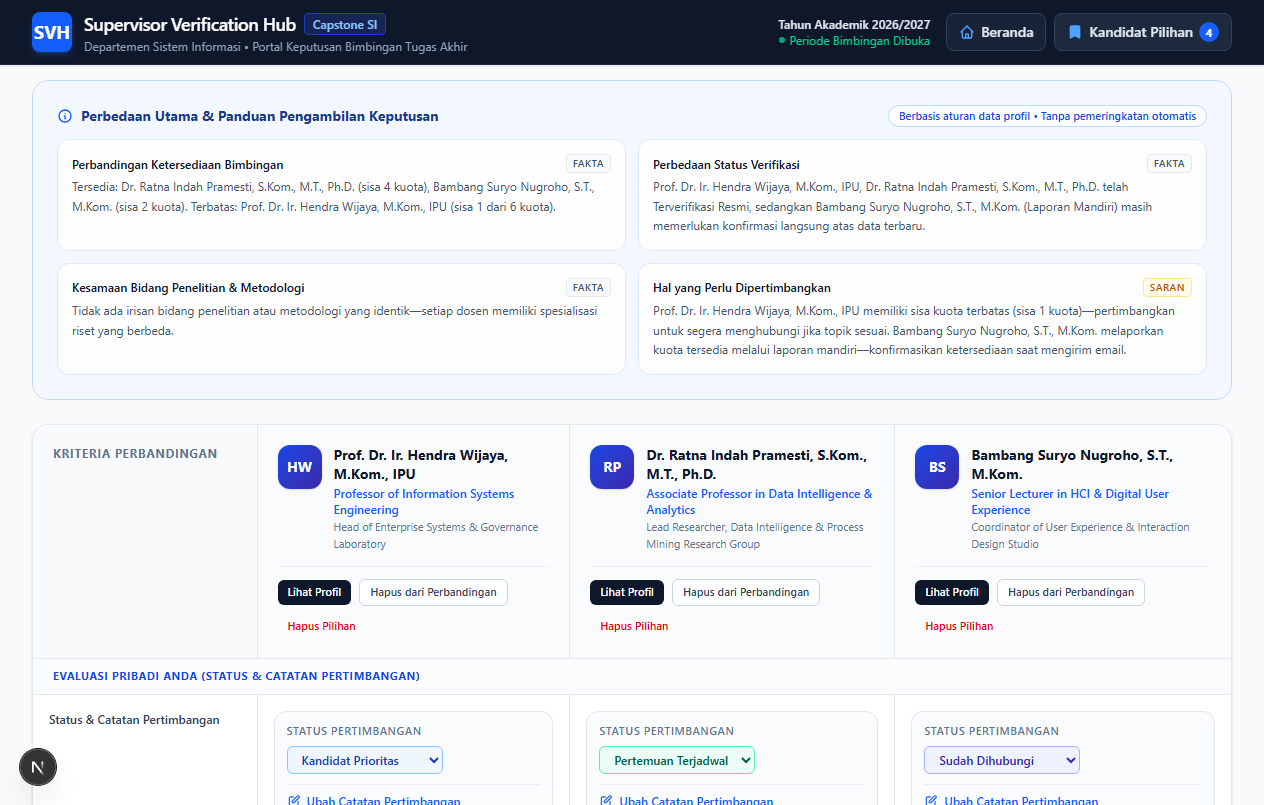 SVH
Supervisor Verification Hub
Capstone SI
Departemen Sistem Informasi • Portal Keputusan Bimbingan Tugas Akhir
Tahun Akademik 2026/2027
Periode Bimbingan Dibuka
Beranda
Kandidat Pilihan 4
Perbedaan Utama & Panduan Pengambilan Keputusan
Berbasis aturan data profil • Tanpa pemeringkatan otomatis
Perbandingan Ketersediaan Bimbingan
FAKTA
Tersedia: Dr. Ratna Indah Pramesti, S.Kom., M.T., Ph.D. (sisa 4 kuota), Bambang Suryo Nugroho, S.T.,
M.Kom. (sisa 2 kuota). Terbatas: Prof. Dr. Ir. Hendra Wijaya, M.Kom., IPU (sisa 1 dari 6 kuota).
Perbedaan Status Verifikasi
FAKTA
Prof. Dr. Ir. Hendra Wijaya, M.Kom., IPU, Dr. Ratna Indah Pramesti, S.Kom., M.T., Ph.D. telah
Terverifikasi Resmi, sedangkan Bambang Suryo Nugroho, S.T., M.Kom. (Laporan Mandiri) masih
memerlukan konfirmasi langsung atas data terbaru.
Kesamaan Bidang Penelitian & Metodologi
FAKTA
Tidak ada irisan bidang penelitian atau metodologi yang identik—setiap dosen memiliki spesialisasi
riset yang berbeda.
Hal yang Perlu Dipertimbangkan
SARAN
Prof. Dr. Ir. Hendra Wijaya, M.Kom., IPU memiliki sisa kuota terbatas (sisa 1 kuota)—pertimbangkan
untuk segera menghubungi jika topik sesuai. Bambang Suryo Nugroho, S.T., M.Kom. melaporkan
kuota tersedia melalui laporan mandiri—konfirmasikan ketersediaan saat mengirim email.
KRITERIA PERBANDINGAN
HW
Prof. Dr. Ir. Hendra Wijaya,
M.Kom., IPU
Professor of Information Systems
Engineering
Head of Enterprise Systems & Governance
Laboratory
Lihat Profil
Hapus dari Perbandingan
Hapus Pilihan
RP
Dr. Ratna Indah Pramesti, S.Kom.,
M.T., Ph.D.
Associate Professor in Data Intelligence &
Analytics
Lead Researcher, Data Intelligence & Process
Mining Research Group
Lihat Profil
Hapus dari Perbandingan
Hapus Pilihan
BS
Bambang Suryo Nugroho, S.T.,
M.Kom.
Senior Lecturer in HCI & Digital User
Experience
Coordinator of User Experience & Interaction
Design Studio
Lihat Profil
Hapus dari Perbandingan
Hapus Pilihan
EVALUASI PRIBADI ANDA (STATUS & CATATAN PERTIMBANGAN)
Status & Catatan Pertimbangan
STATUS PERTIMBANGAN
Kandidat Prioritas
Ubah Catatan Pertimbangan
STATUS PERTIMBANGAN
Pertemuan Terjadwal
Ubah Catatan Pertimbangan
STATUS PERTIMBANGAN
Sudah Dihubungi
Ubah Catatan Pertimbangan
N